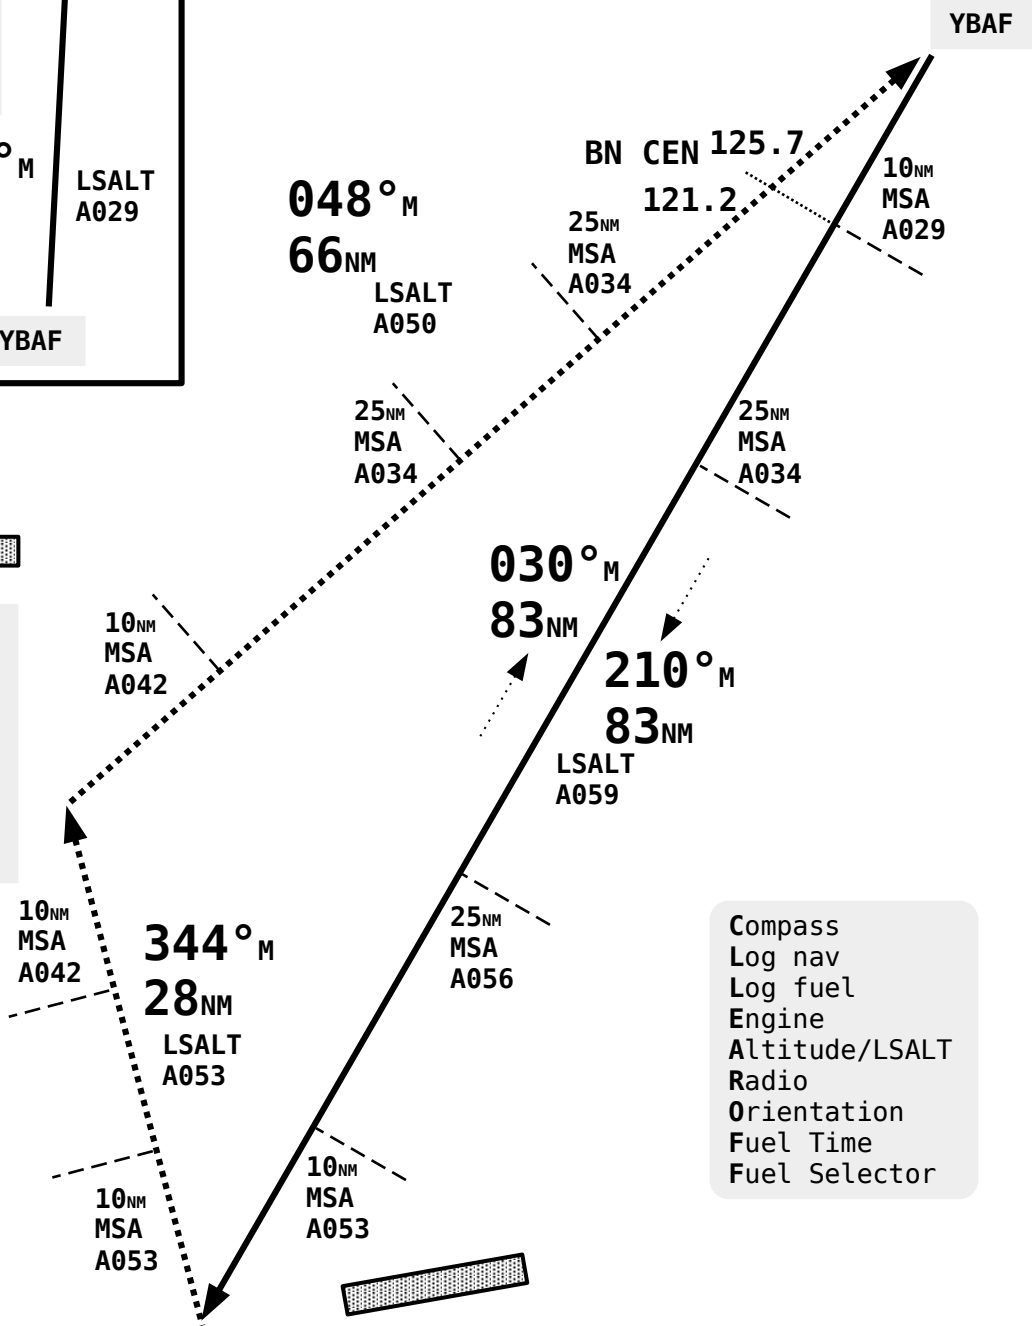 YBAF
°M
LSALT
A029
YBAF
BN CEN 125.7
121.2
10NM
MSA
A029
048°M
66NM
LSALT
A050
25NM
MSA
A034
25NM
MSA
A034
25NM
MSA
A034
10NM
MSA
A042
030°M
83NM
210°M
83NM
LSALT
A059
10NM
MSA
A042
344°M
28NM
LSALT
A053
25NM
MSA
A056
10NM
MSA
A053
10NM
MSA
A053
Compass
Log nav
Log fuel
Engine
Altitude/LSALT
Radio
Orientation
Fuel Time
Fuel Selector